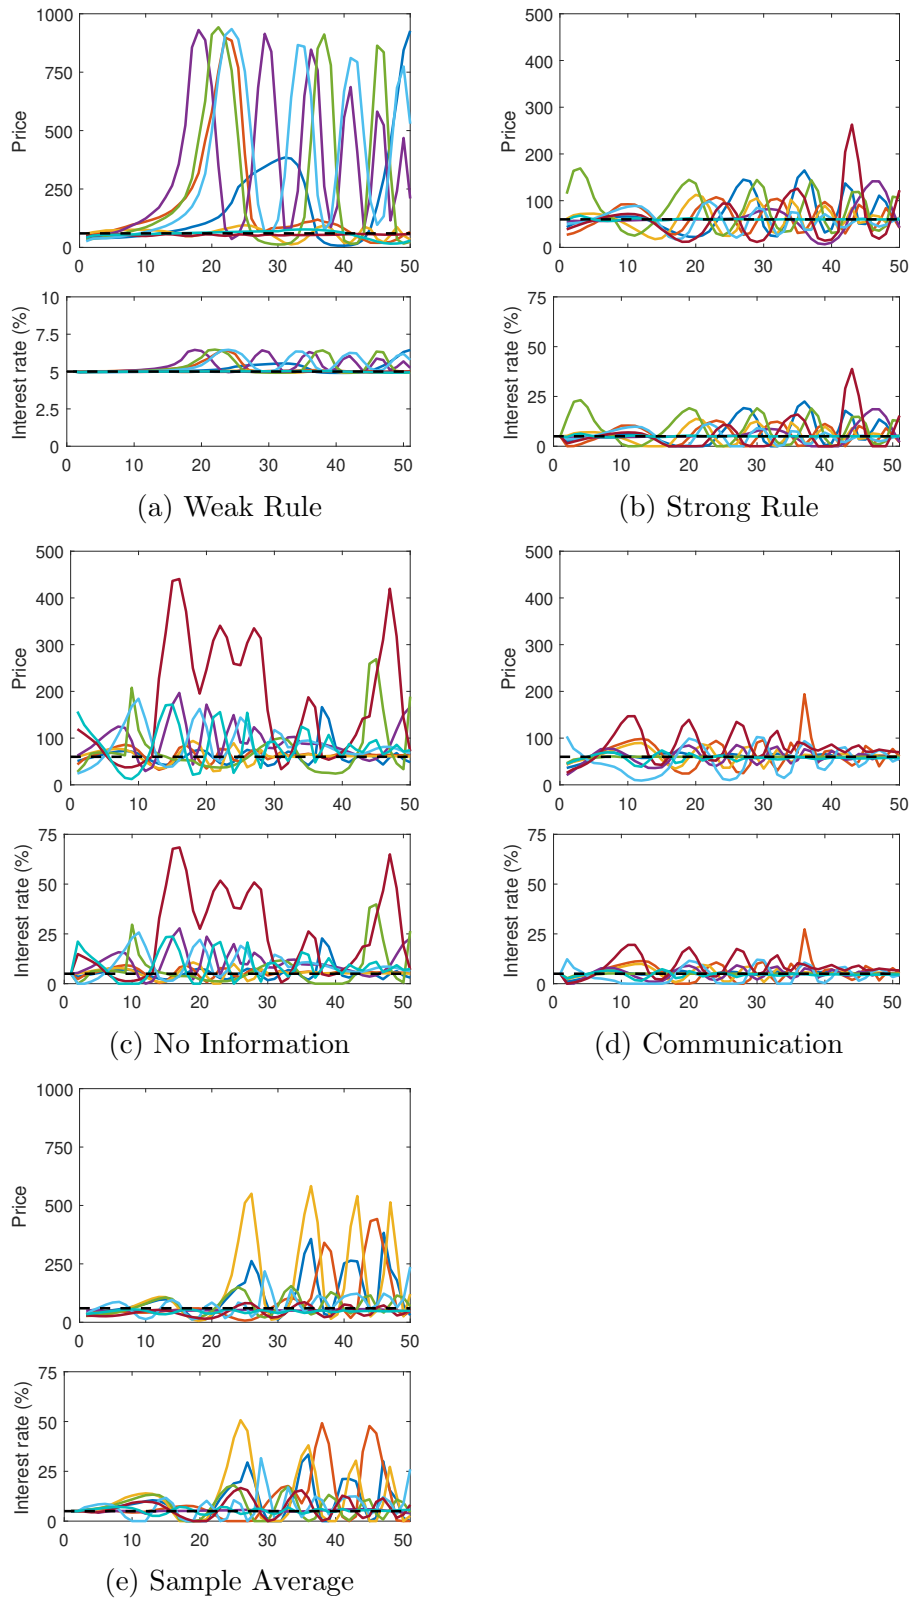 1000
750
500
250
0
Price
0 10 20 30 40 50
10
7.5
5
2.5
0
Interest rate (%)
0 10 20 30 40 50
(a) Weak Rule
500
400
300
200
100
0
Price
0 10 20 30 40 50
75
50
25
0
Interest rate (%)
0 10 20 30 40 50
(b) Strong Rule
500
400
300
200
100
0
Price
0 10 20 30 40 50
75
50
25
0
Interest rate (%)
0 10 20 30 40 50
(c) No Information
500
400
300
200
100
0
Price
0 10 20 30 40 50
75
50
25
0
Interest rate (%)
0 10 20 30 40 50
(d) Communication
1000
750
500
250
0
Price
0 10 20 30 40 50
75
50
25
0
Interest rate (%)
0 10 20 30 40 50
(e) Sample Average